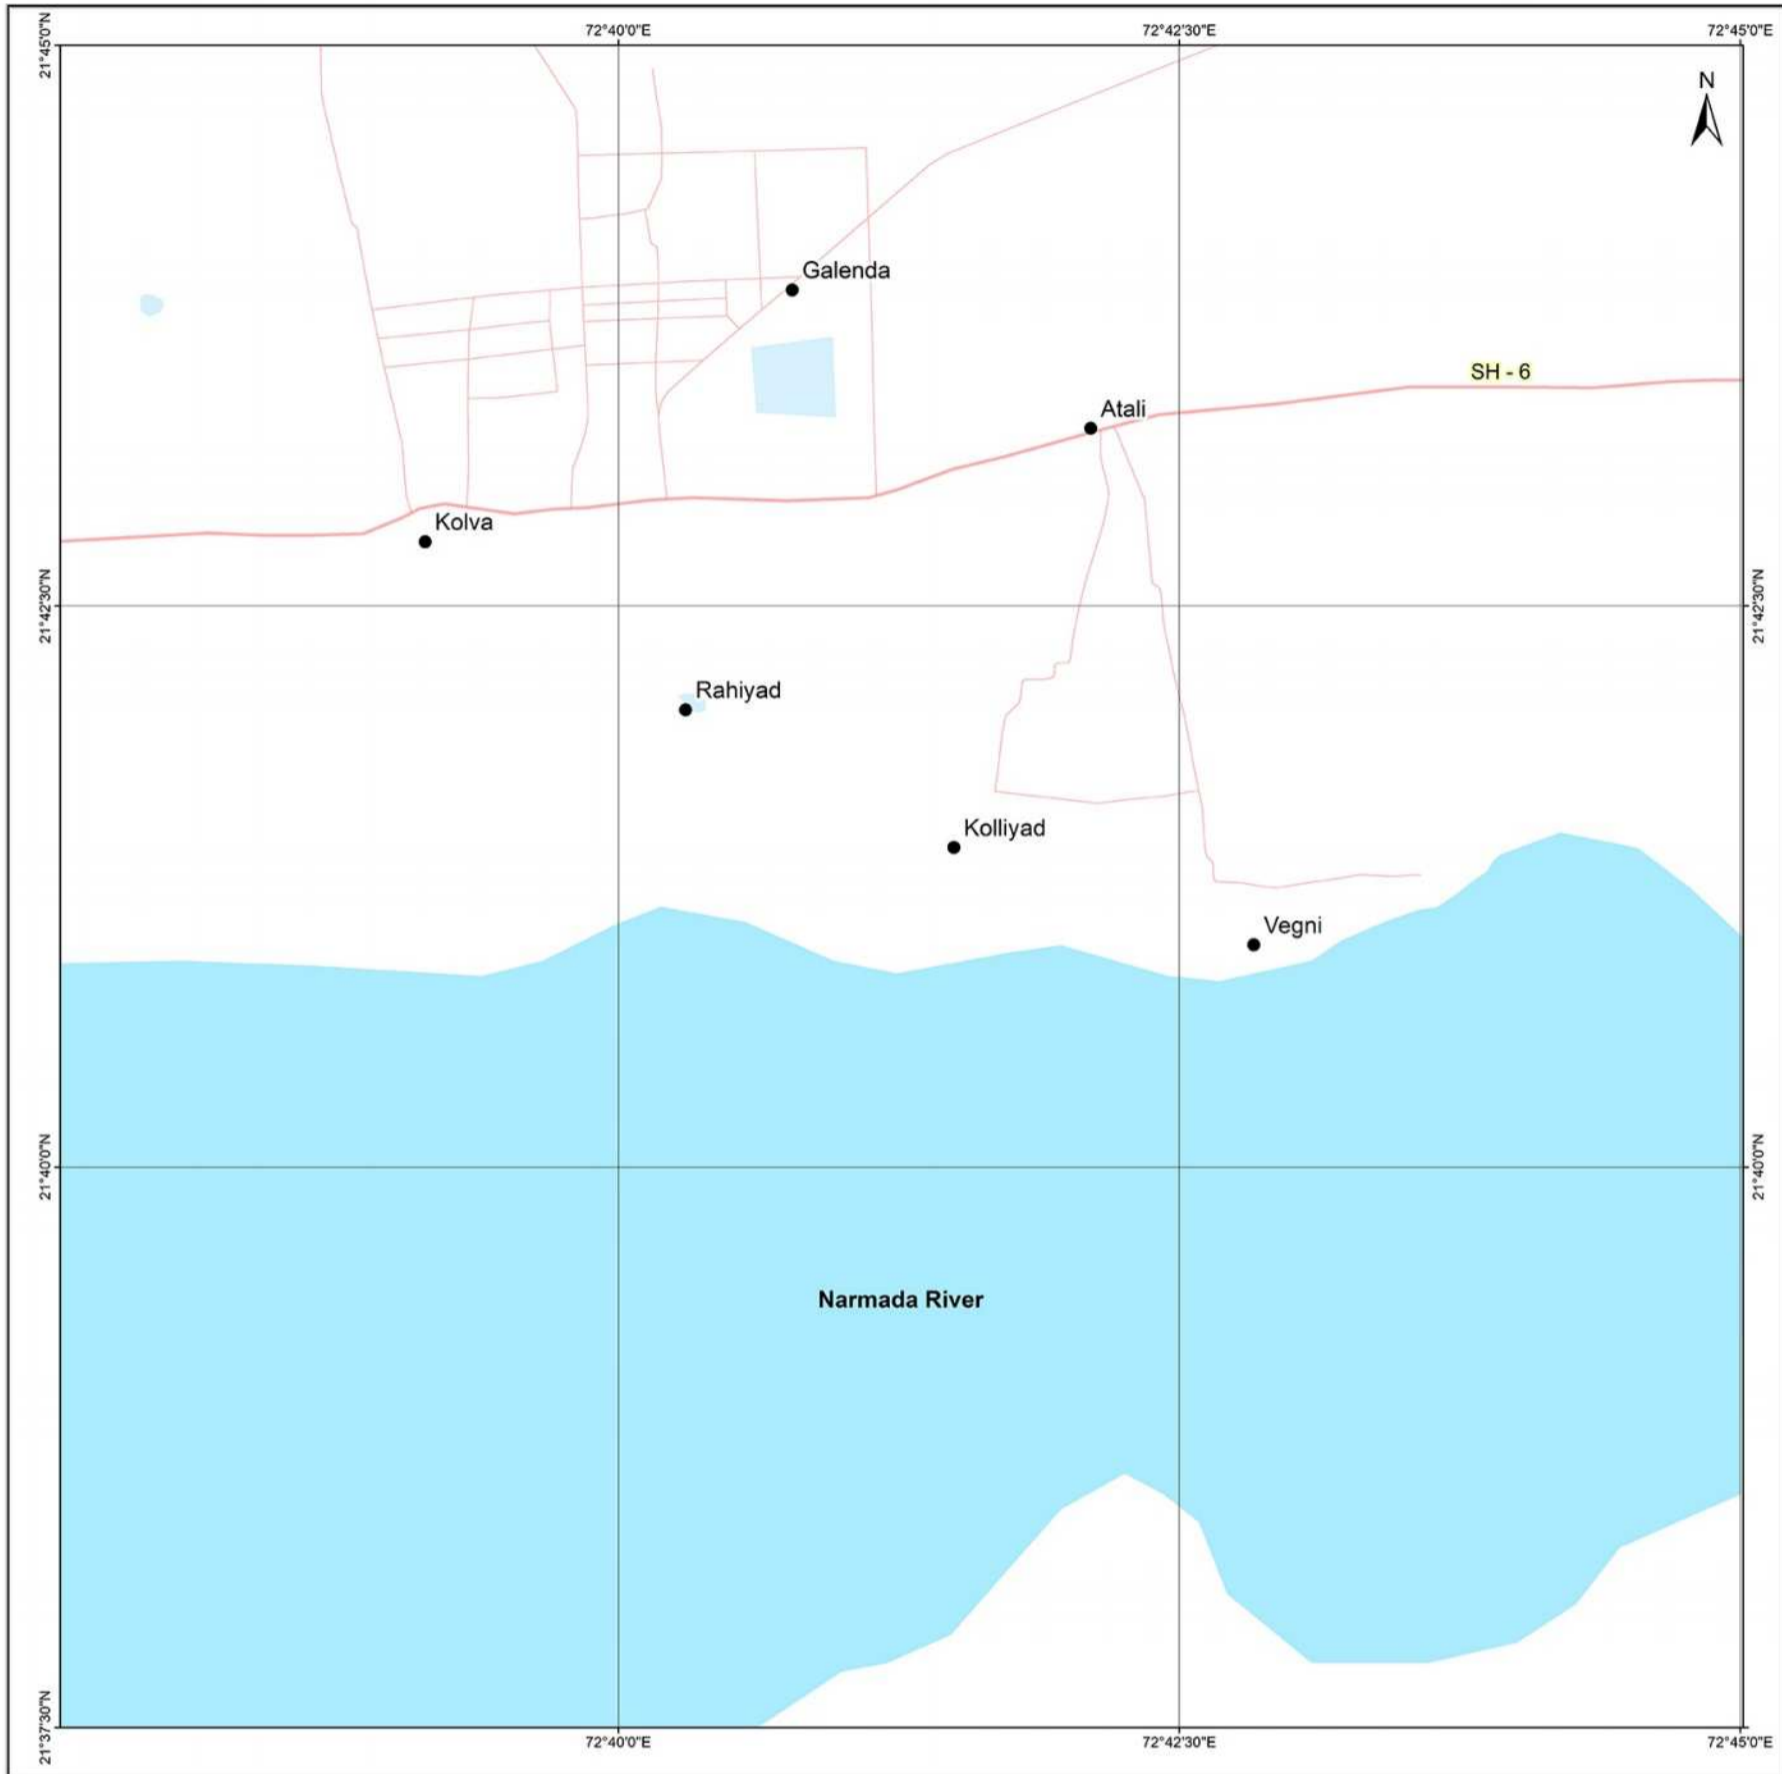 72°40'0"E
72°42'30"E
72°45'0"E
21°45'0"N
N
Galenda
SH - 6
Atali
Kolva
21°42'30"N
21°42'30"N
Rahiyad
Kolliyad
Vegni
21°40'0"N
21°40'0"N
Narmada River
21°37'30"N
72°40'0"E
72°42'30"E
72°45'0"E